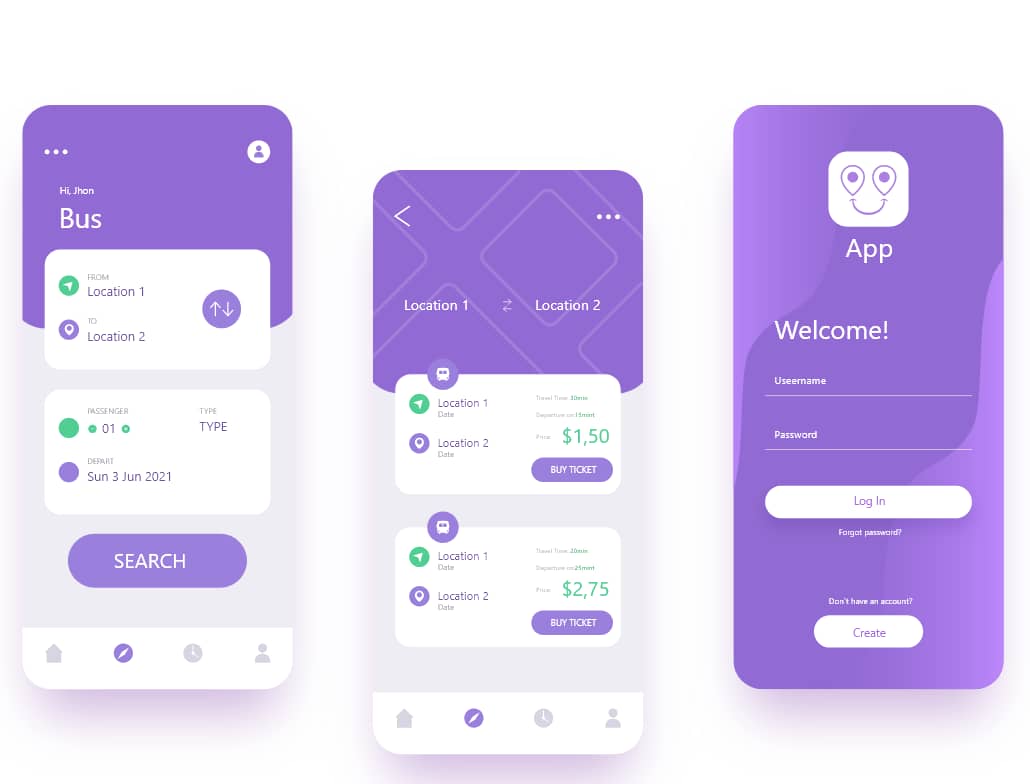 Hi, Jhon
Bus
FROM
Location 1
TO
Location 2
PASSENGER
01
TYPE
TYPE
DEPART
Sun 3 Jun 2021
SEARCH
Location 1
Location 2
Location 1
Date
Location 2
Date
Travel Time: 30min
Departure on 15mint
Price: $1,50
BUY TICKET
Location 1
Date
Location 2
Date
Travel Time: 20min
Departure on 25mint
Price: $2,75
BUY TICKET
App
Welcome!
Useername
Password
Log In
Forgot password?
Don't have an account?
Create